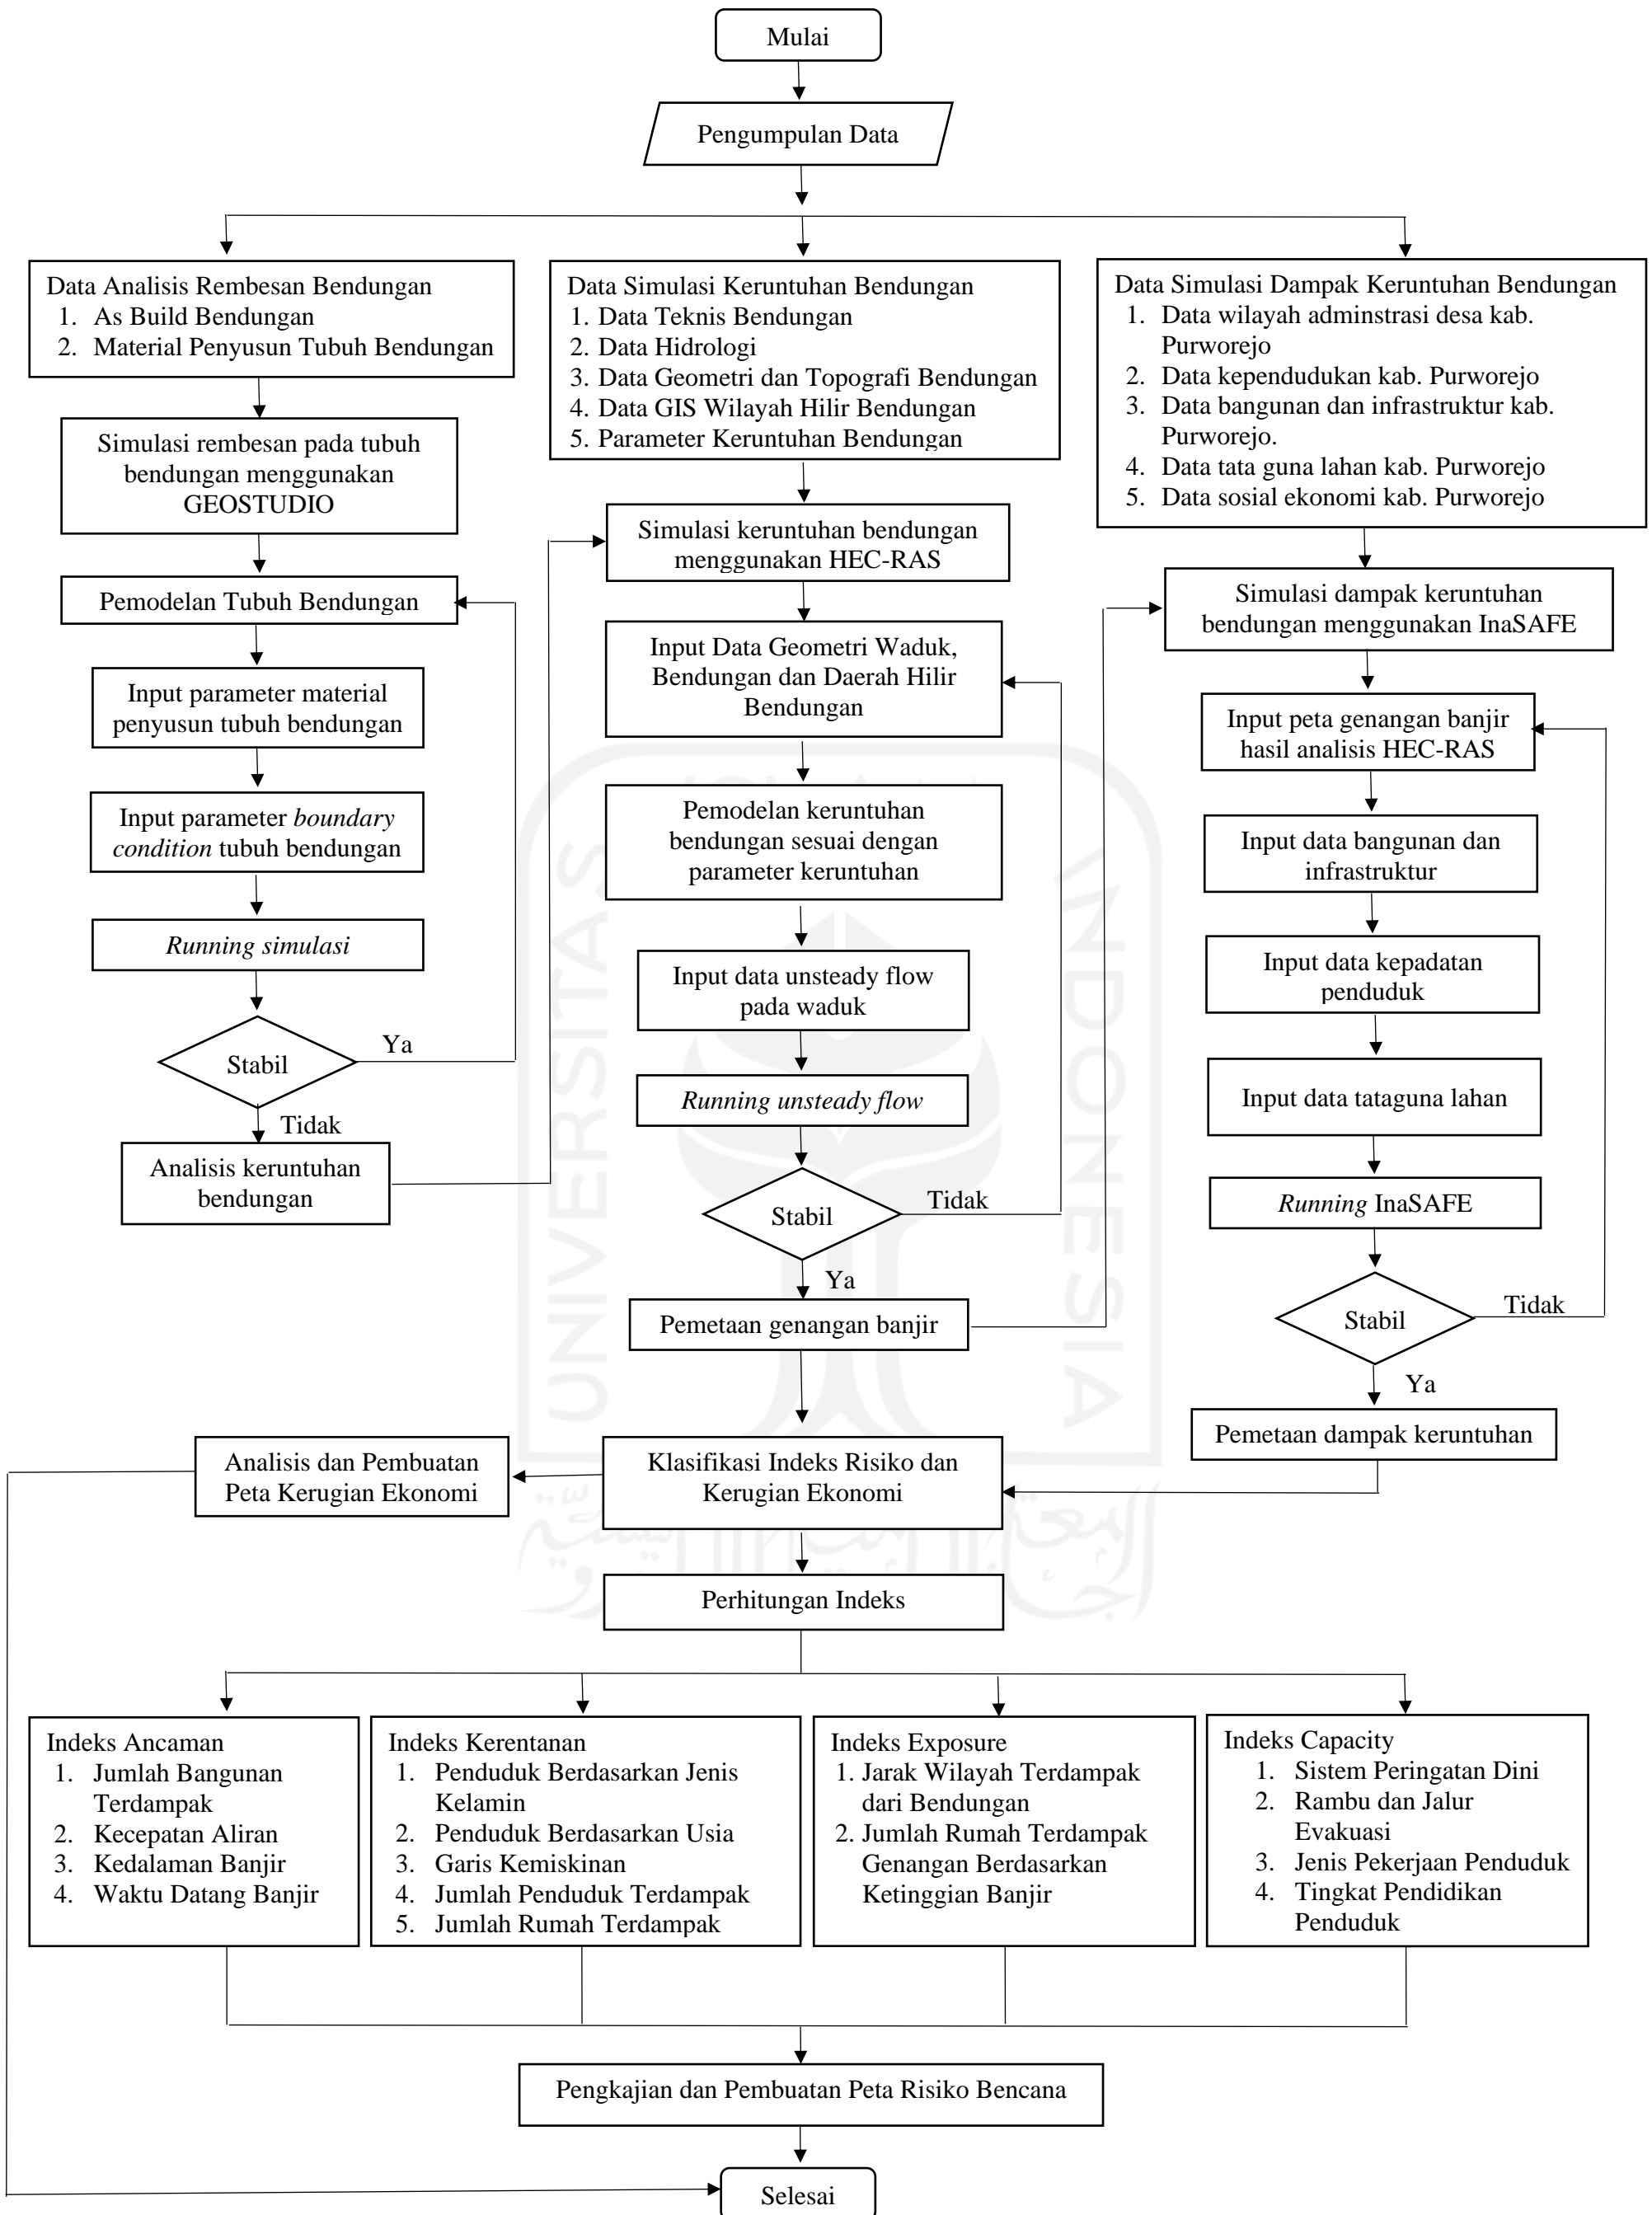 Mulai
Pengumpulan Data
Data Analisis Rembesan Bendungan
1. As Build Bendungan
2. Material Penyusun Tubuh Bendungan
Data Simulasi Keruntuhan Bendungan
1. Data Teknis Bendungan
2. Data Hidrologi
3. Data Geometri dan Topografi Bendungan
4. Data GIS Wilayah Hilir Bendungan
5. Parameter Keruntuhan Bendungan
Data Simulasi Dampak Keruntuhan Bendungan
1. Data wilayah adminstrasi desa kab.
Purworejo
2. Data kependudukan kab. Purworejo
3. Data bangunan dan infrastruktur kab.
Purworejo.
4. Data tata guna lahan kab. Purworejo
5. Data sosial ekonomi kab. Purworejo
Simulasi rembesan pada tubuh
bendungan menggunakan
GEOSTUDIO
Pemodelan Tubuh Bendungan
Input parameter material
penyusun tubuh bendungan
Input parameter boundary
condition tubuh bendungan
Running simulasi
Stabil
Ya
Tidak
Analisis keruntuhan
bendungan
Simulasi keruntuhan bendungan
menggunakan HEC-RAS
Input Data Geometri Waduk,
Bendungan dan Daerah Hilir
Bendungan
Pemodelan keruntuhan
bendungan sesuai dengan
parameter keruntuhan
Input data unsteady flow
pada waduk
Running unsteady flow
Stabil
Tidak
Ya
Pemetaan genangan banjir
Simulasi dampak keruntuhan
bendungan menggunakan InaSAFE
Input peta genangan banjir
hasil analisis HEC-RAS
Input data bangunan dan
infrastruktur
Input data kepadatan
penduduk
Input data tataguna lahan
Running InaSAFE
Stabil
Tidak
Ya
Pemetaan dampak keruntuhan
Analisis dan Pembuatan
Peta Kerugian Ekonomi
Klasifikasi Indeks Risiko dan
Kerugian Ekonomi
Perhitungan Indeks
Indeks Ancaman
1. Jumlah Bangunan
Terdampak
2. Kecepatan Aliran
3. Kedalaman Banjir
4. Waktu Datang Banjir
Indeks Kerentanan
1. Penduduk Berdasarkan Jenis
Kelamin
2. Penduduk Berdasarkan Usia
3. Garis Kemiskinan
4. Jumlah Penduduk Terdampak
5. Jumlah Rumah Terdampak
Indeks Exposure
1. Jarak Wilayah Terdampak
dari Bendungan
2. Jumlah Rumah Terdampak
Genangan Berdasarkan
Ketinggian Banjir
Indeks Capacity
1. Sistem Peringatan Dini
2. Rambu dan Jalur
Evakuasi
3. Jenis Pekerjaan Penduduk
4. Tingkat Pendidikan
Penduduk
Pengkajian dan Pembuatan Peta Risiko Bencana
Selesai
UNIVERSITAS
INDONESIA